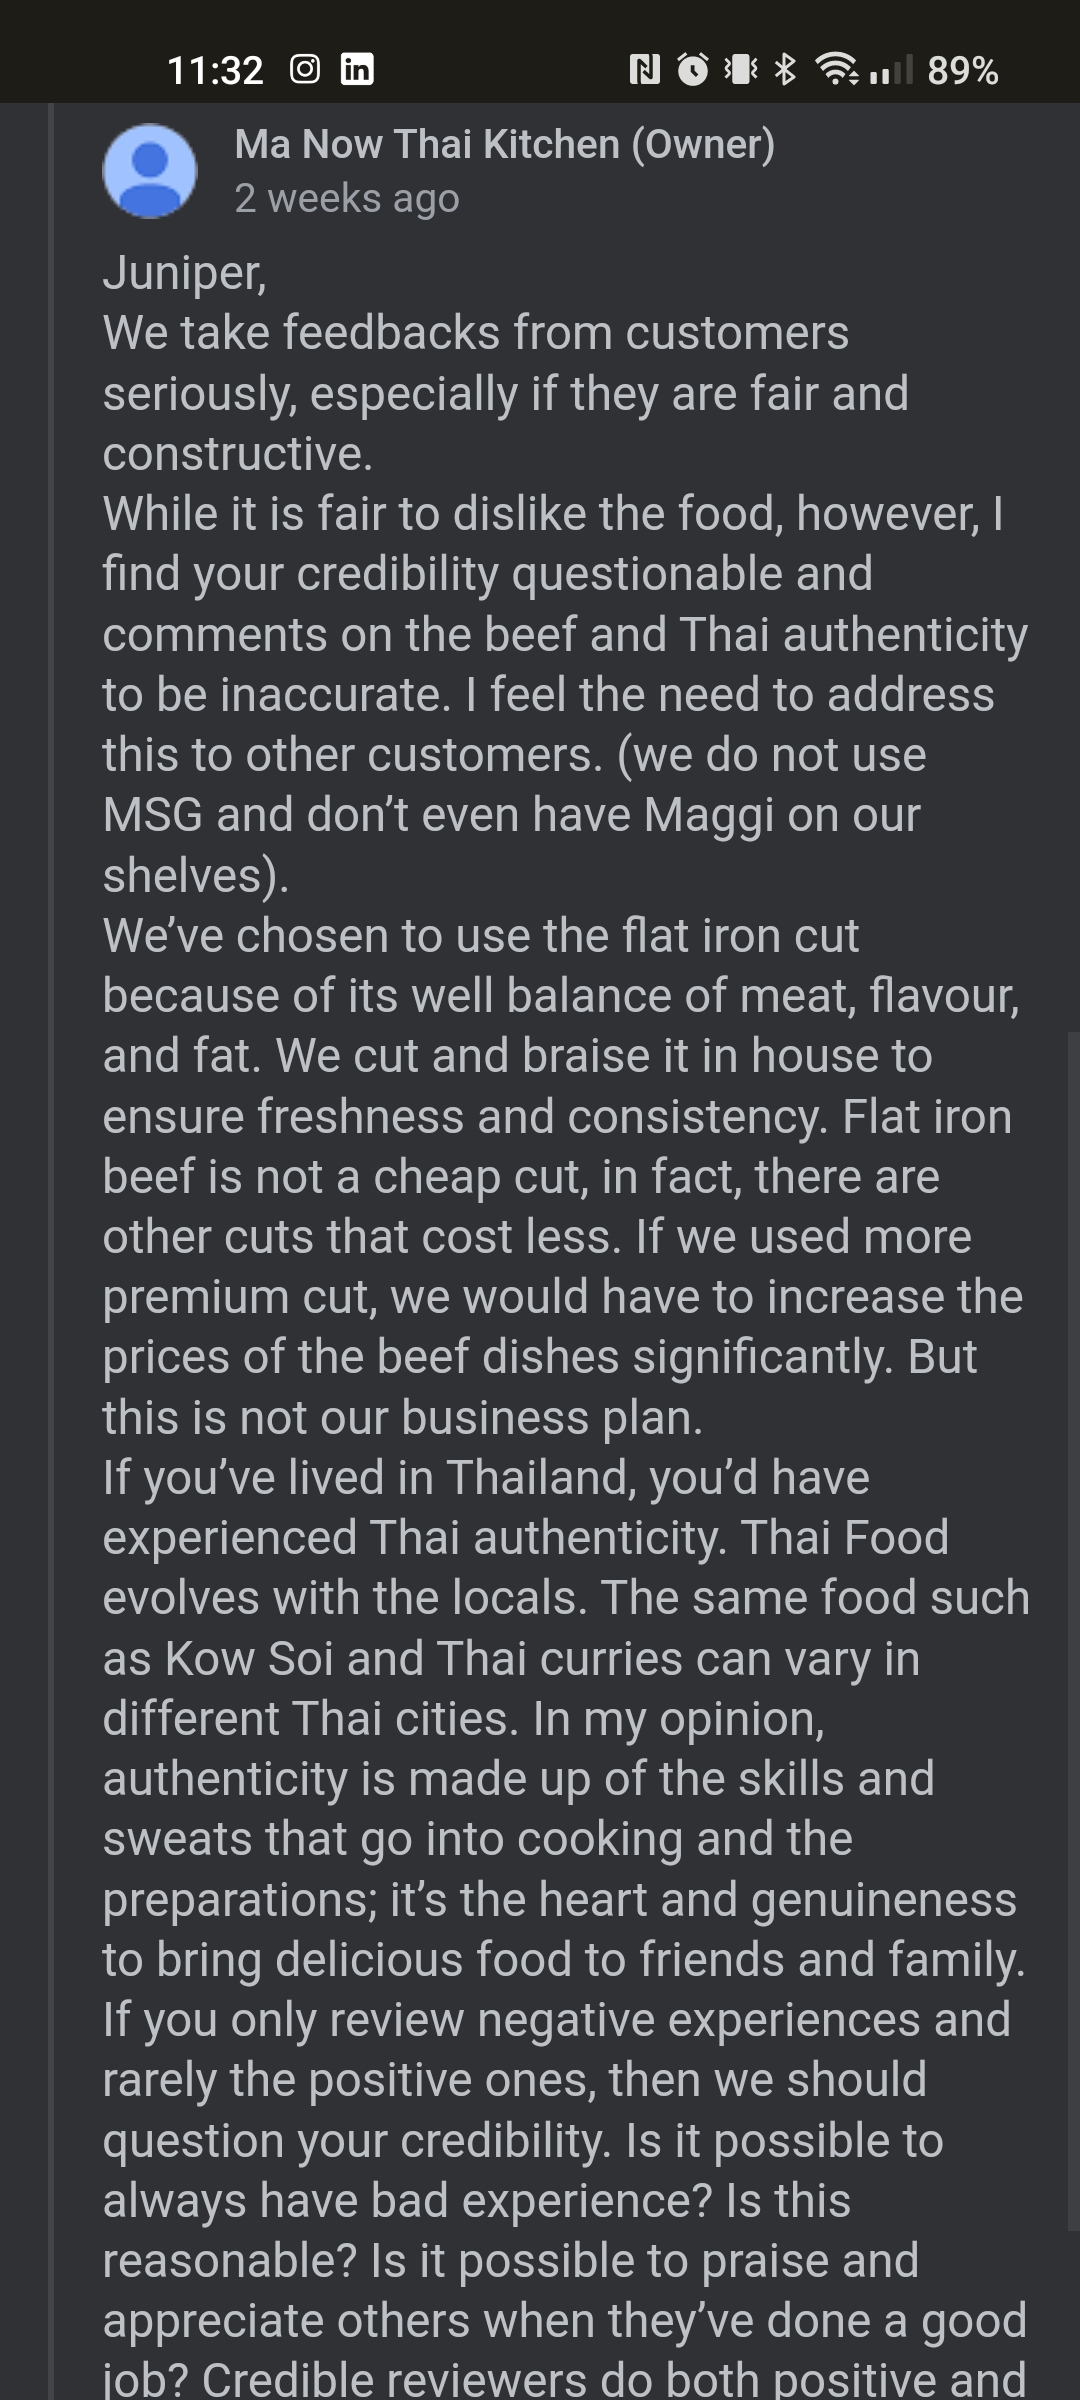 11:32
89%
Ma Now Thai Kitchen (Owner)
2 weeks ago
Juniper,
We take feedbacks from customers
seriously, especially if they are fair and
constructive.
While it is fair to dislike the food, however, I
find your credibility questionable and
comments on the beef and Thai authenticity
to be inaccurate. I feel the need to address
this to other customers. (we do not use
MSG and don’t even have Maggi on our
shelves).
We’ve chosen to use the flat iron cut
because of its well balance of meat, flavour,
and fat. We cut and braise it in house to
ensure freshness and consistency. Flat iron
beef is not a cheap cut, in fact, there are
other cuts that cost less. If we used more
premium cut, we would have to increase the
prices of the beef dishes significantly. But
this is not our business plan.
If you’ve lived in Thailand, you’d have
experienced Thai authenticity. Thai Food
evolves with the locals. The same food such
as Kow Soi and Thai curries can vary in
different Thai cities. In my opinion,
authenticity is made up of the skills and
sweats that go into cooking and the
preparations; it’s the heart and genuineness
to bring delicious food to friends and family.
If you only review negative experiences and
rarely the positive ones, then we should
question your credibility. Is it possible to
always have bad experience? Is this
reasonable? Is it possible to praise and
appreciate others when they’ve done a good
job? Credible reviewers do both positive and